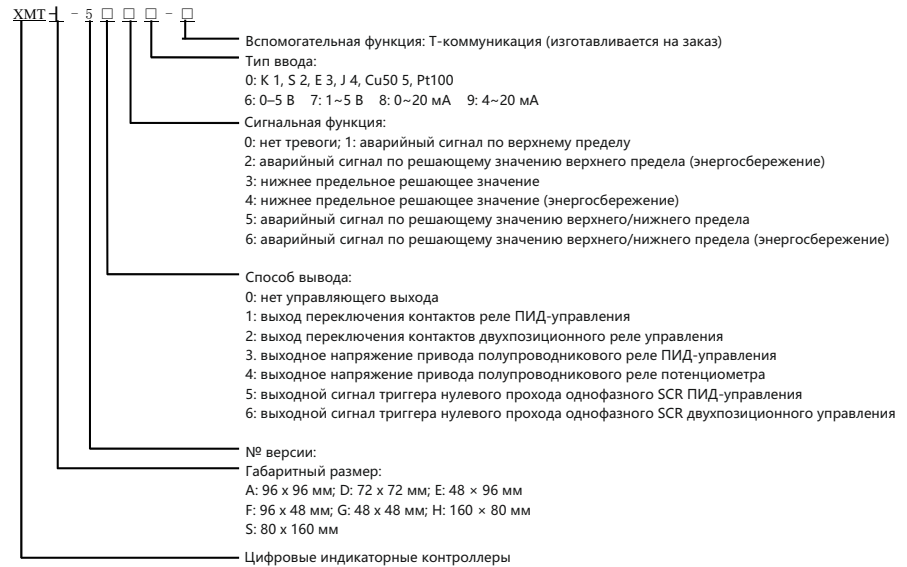 XMT - 5 □ □ □ - □
Вспомогательная функция: Т-коммуникация (изготавливается на заказ)
Тип ввода:
0: K 1, S 2, E 3, J 4, Cu50 5, Pt100
6: 0–5 В 7: 1~5 В 8: 0~20 мА 9: 4~20 мА
Сигнальная функция:
0: нет тревоги; 1: аварийный сигнал по верхнему пределу
2: аварийный сигнал по решающему значению верхнего предела (энергосбережение)
3: нижнее предельное решающее значение
4: нижнее предельное решающее значение (энергосбережение)
5: аварийный сигнал по решающему значению верхнего/нижнего предела
6: аварийный сигнал по решающему значению верхнего/нижнего предела (энергосбережение)
Способ вывода:
0: нет управляющего выхода
1: выход переключения контактов реле ПИД-управления
2: выход переключения контактов двухпозиционного реле управления
3. выходное напряжение привода полупроводникового реле ПИД-управления
4: выходное напряжение привода полупроводникового реле потенциометра
5: выходной сигнал триггера нулевого прохода однофазного SCR ПИД-управления
6: выходной сигнал триггера нулевого прохода однофазного SCR двухпозиционного управления
№ версии:
Габаритный размер:
A: 96 x 96 мм; D: 72 x 72 мм; E: 48 × 96 мм
F: 96 x 48 мм; G: 48 x 48 мм; H: 160 × 80 мм
S: 80 x 160 мм
Цифровые индикаторные контроллеры